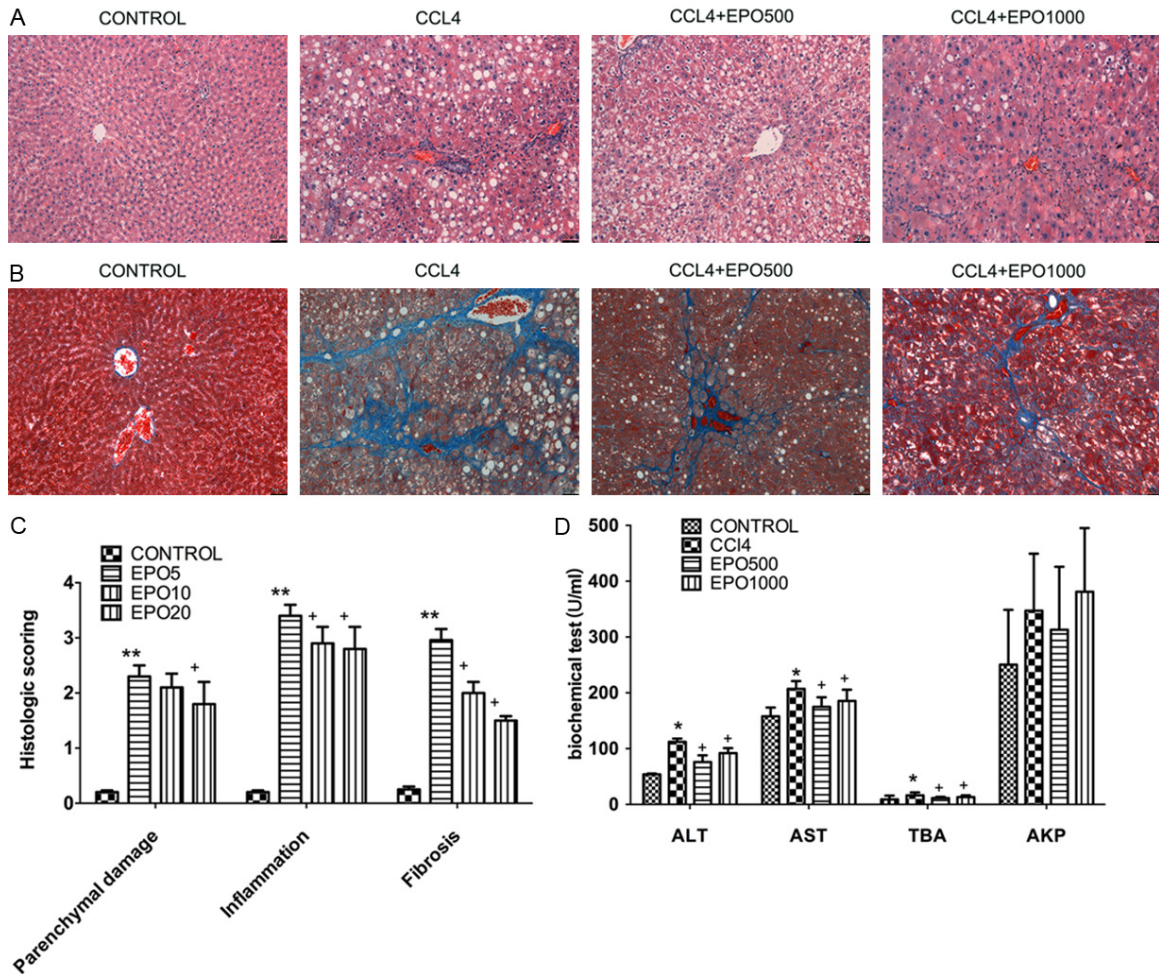 A
CONTROL CCL4 CCL4+EPO500 CCL4+EPO1000
B
CONTROL CCL4 CCL4+EPO500 CCL4+EPO1000
C
CONTROL
EPO5
EPO10
EPO20
Histologic scoring
4
3
2
1
0
** +
** + +
** + +
Parenchymal damage
Inflammation
Fibrosis
D
CONTROL
CCl4
EPO500
EPO1000
biochemical test (U/ml)
500
400
300
200
100
0
* + +
* + +
* + +
ALT AST TBA AKP